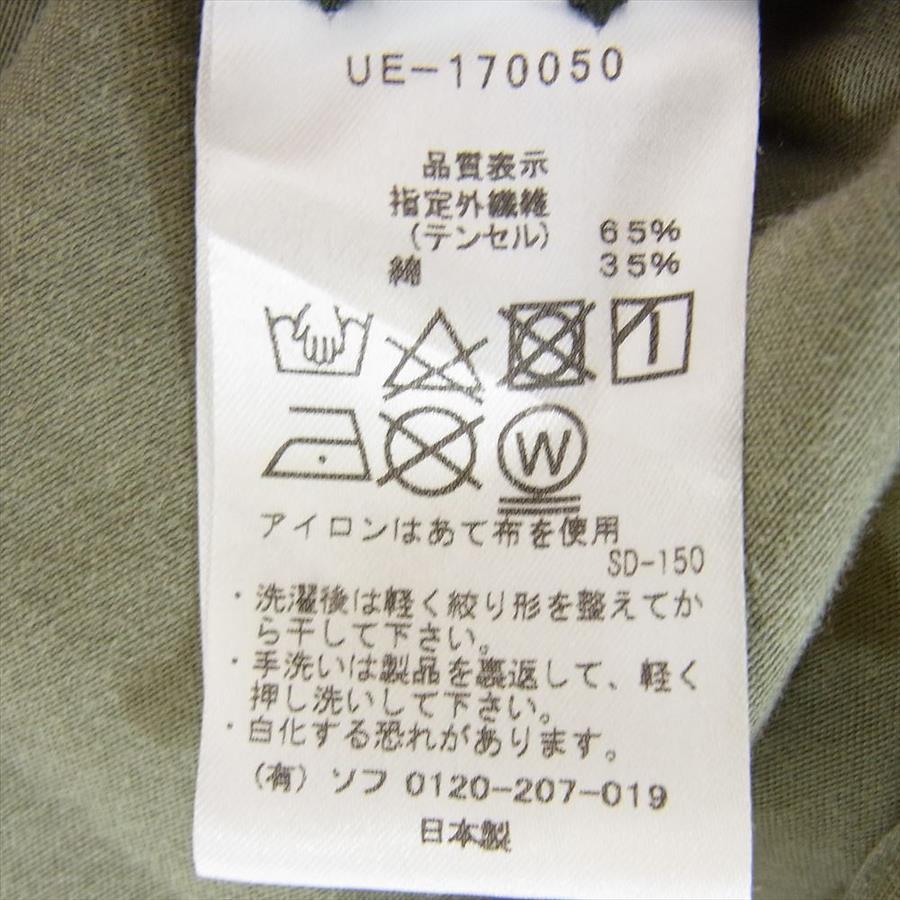 UE-170050
品質表示
指定外繊維
(テンセル) 65%
綿 35%
W
アイロンはあて布を使用
SD-150
・洗濯後は軽く絞り形を整えてか
ら干して下さい。
・手洗いは製品を裏返して、軽く
押し洗いして下さい。
・白化する恐れがあります。
(有) ソフ 0120-207-019
日本製